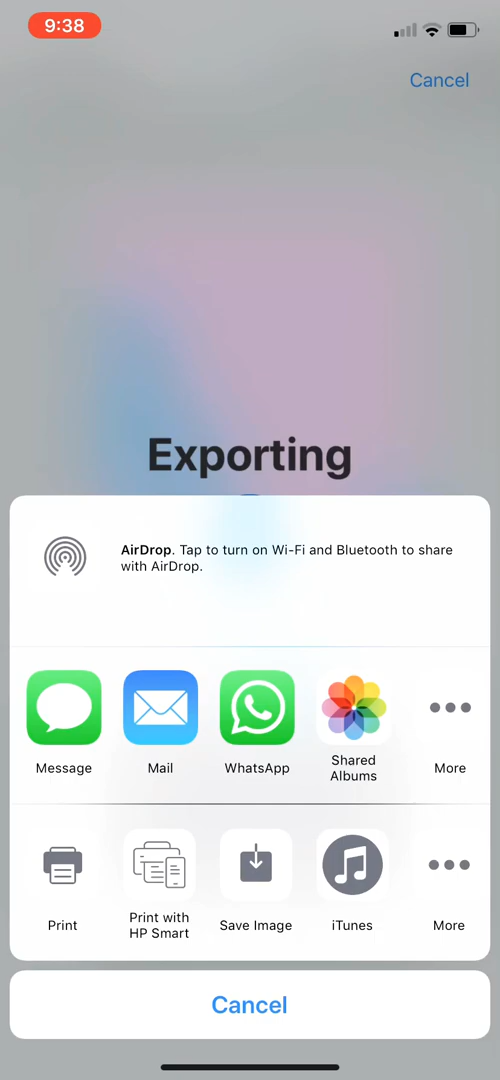 9:38
Cancel
Exporting
AirDrop. Tap to turn on Wi-Fi and Bluetooth to share
with AirDrop.
Message
Mail
WhatsApp
Shared
Albums
More
Print
Print with
HP Smart
Save Image
iTunes
More
Cancel